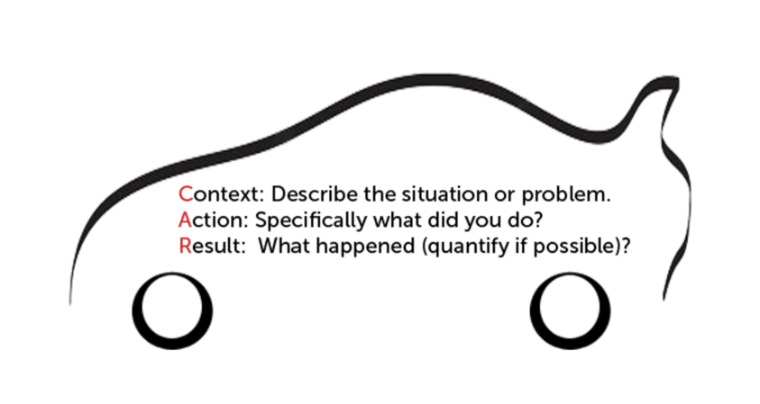 Context: Describe the situation or problem.
Action: Specifically what did you do?
Result:  What happened (quantify if possible)?